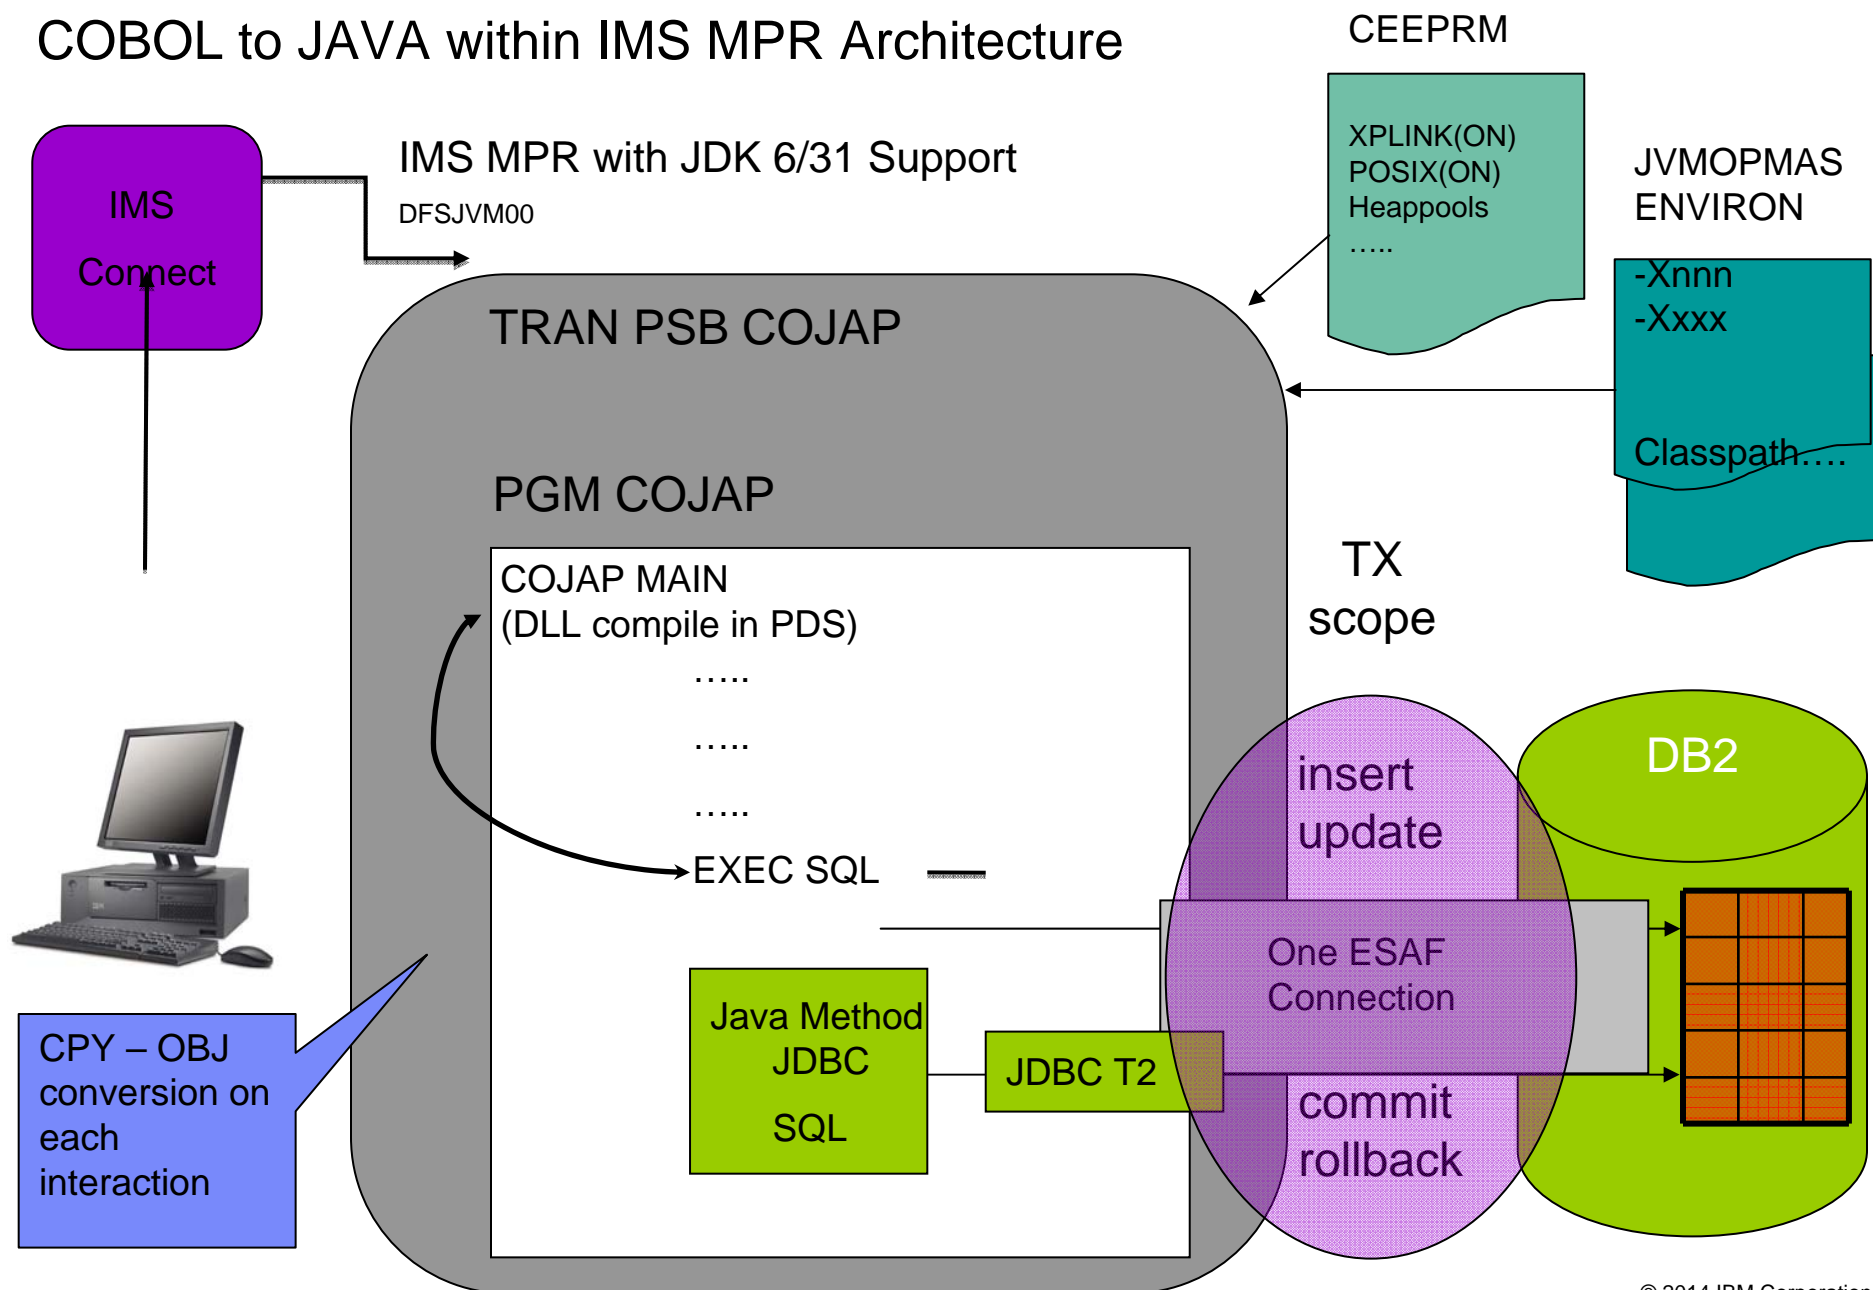 COBOL to JAVA within IMS MPR Architecture
CEEPRM
XPLINK(ON)
POSIX(ON)
Heappools
…..
JVMOPMAS
ENVIRON
-Xnnn
-Xxxx
Classpath….
IMS
Connect
IMS MPR with JDK 6/31 Support
DFSJVM00
TRAN PSB COJAP
PGM COJAP
COJAP MAIN
(DLL compile in PDS)
…..
…..
…..
EXEC SQL
Java Method
JDBC
SQL
JDBC T2
TX
scope
insert
update
One ESAF
Connection
commit
rollback
DB2
CPY – OBJ
conversion on
each
interaction
© 2014 IBM Corporation